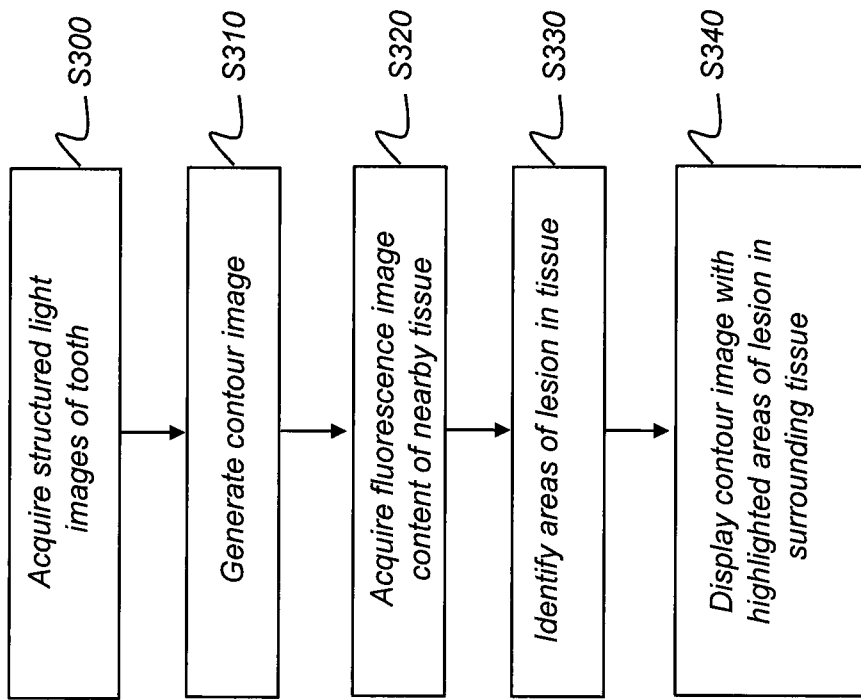 Acquire structured light
images of tooth
S300
Generate contour image
S310
Acquire fluorescence image
content of nearby tissue
S320
Identify areas of lesion in tissue
S330
Display contour image with
highlighted areas of lesion in
surrounding tissue
S340